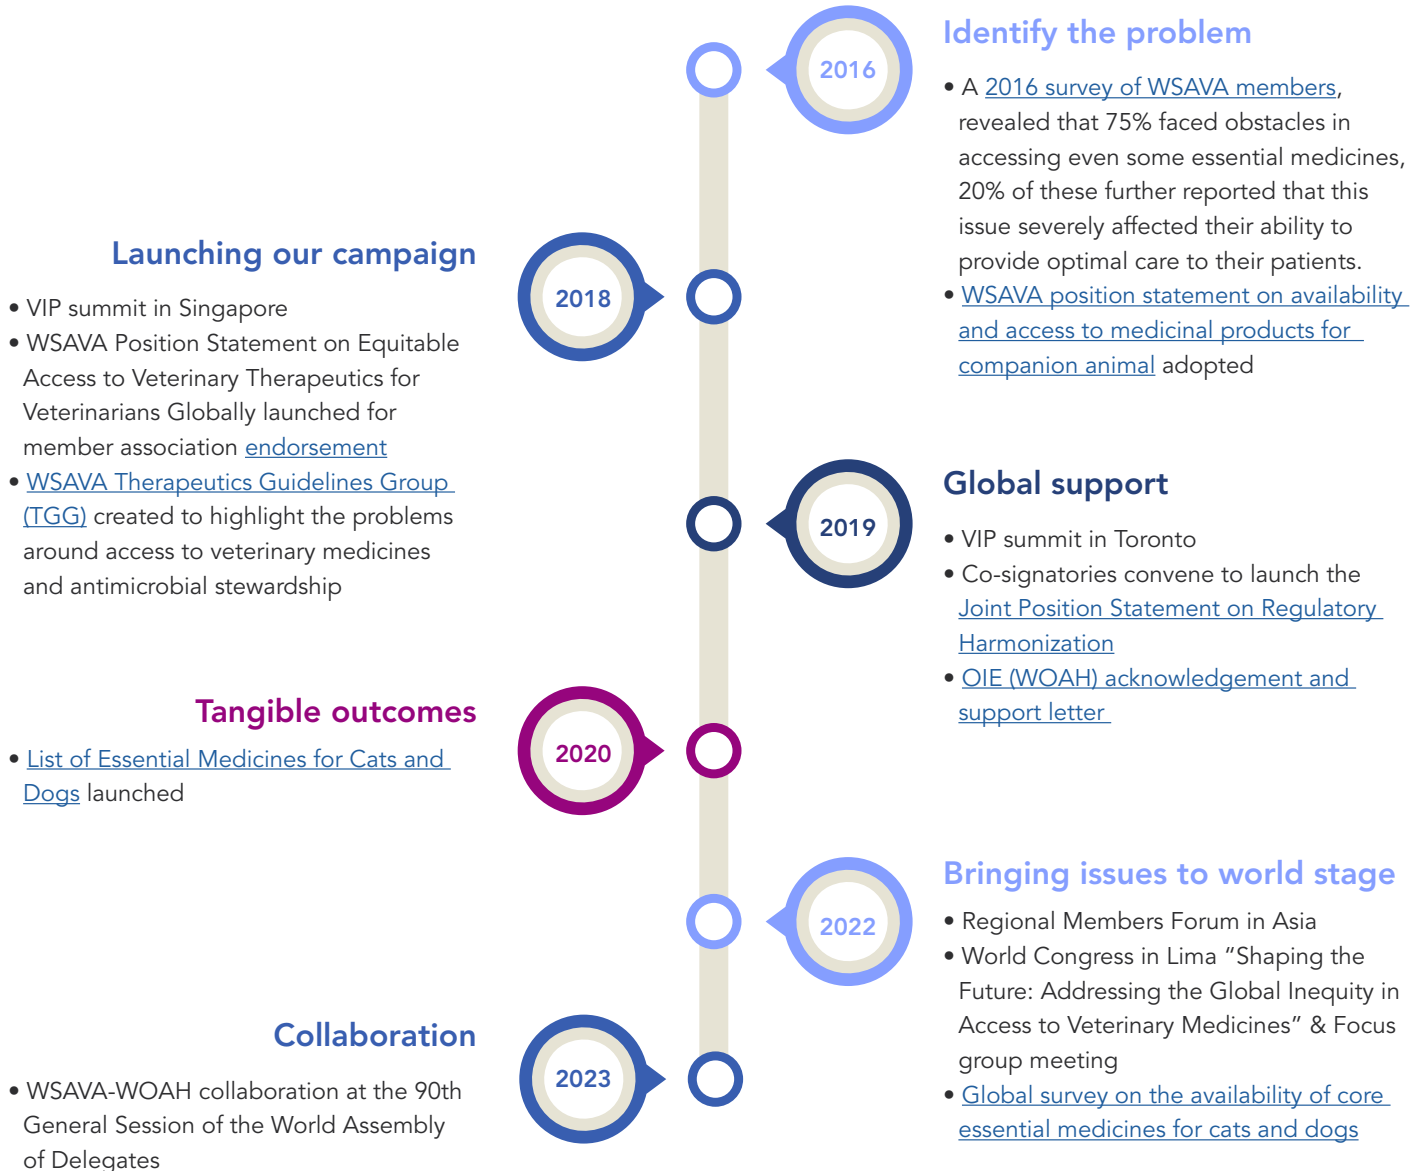 2016
Identify the problem
• A 2016 survey of WSAVA members,
revealed that 75% faced obstacles in
accessing even some essential medicines,
20% of these further reported that this
issue severely affected their ability to
provide optimal care to their patients.
• WSAVA position statement on availability
and access to medicinal products for
companion animal adopted
Launching our campaign
2018
• VIP summit in Singapore
• WSAVA Position Statement on Equitable
Access to Veterinary Therapeutics for
Veterinarians Globally launched for
member association endorsement
• WSAVA Therapeutics Guidelines Group
(TGG) created to highlight the problems
around access to veterinary medicines
and antimicrobial stewardship
2019
Global support
• VIP summit in Toronto
• Co-signatories convene to launch the
Joint Position Statement on Regulatory
Harmonization
• OIE (WOAH) acknowledgement and
support letter
Tangible outcomes
2020
• List of Essential Medicines for Cats and
Dogs launched
2022
Bringing issues to world stage
• Regional Members Forum in Asia
• World Congress in Lima “Shaping the
Future: Addressing the Global Inequity in
Access to Veterinary Medicines” & Focus
group meeting
• Global survey on the availability of core
essential medicines for cats and dogs
Collaboration
2023
• WSAVA-WOAH collaboration at the 90th
General Session of the World Assembly
of Delegates